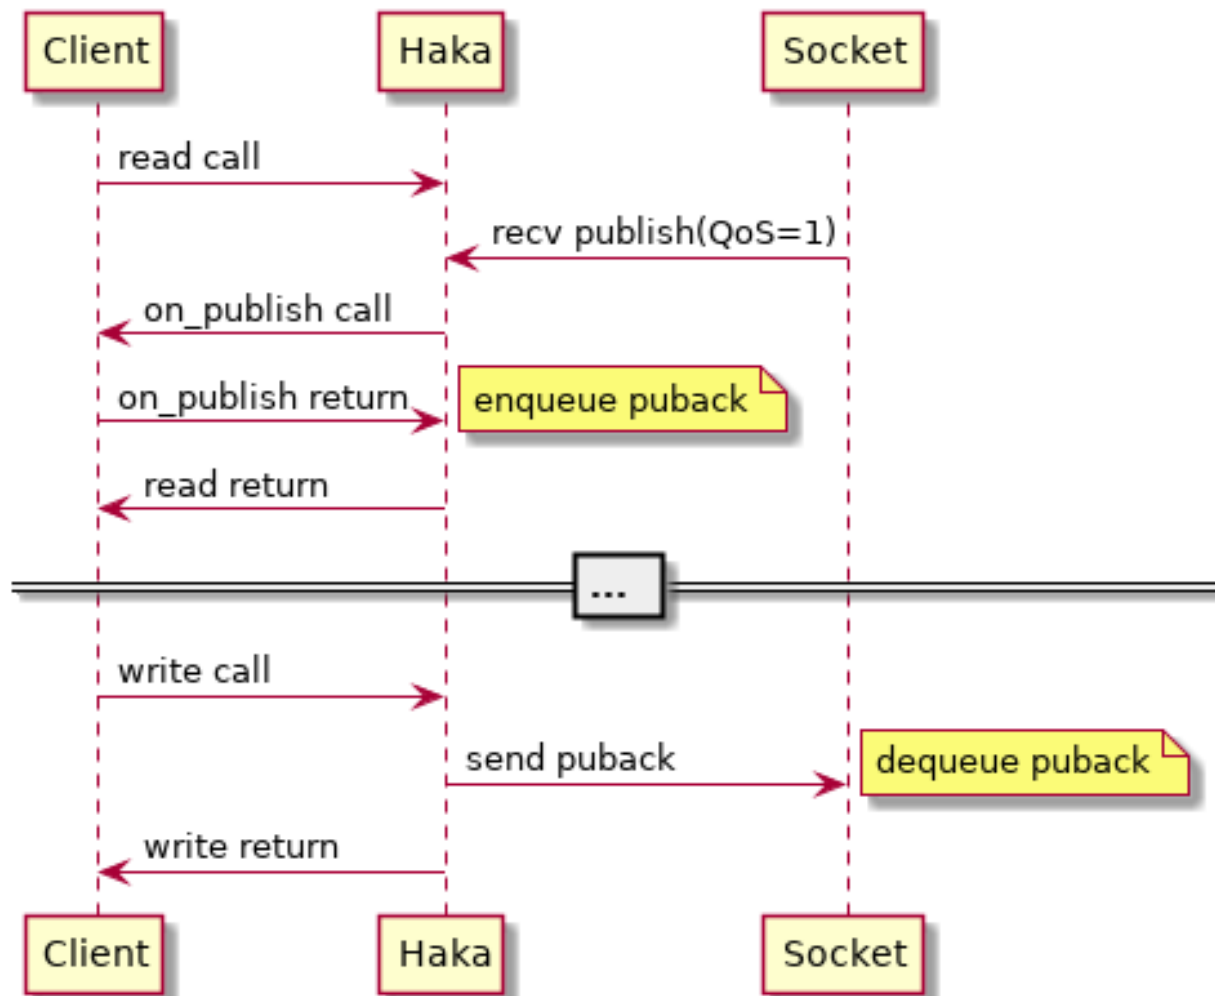 Client Haka Socket
read call
recv publish(QoS=1)
on_publish call
on_publish return
enqueue puback
read return
...
write call
send puback
dequeue puback
write return
Client Haka Socket